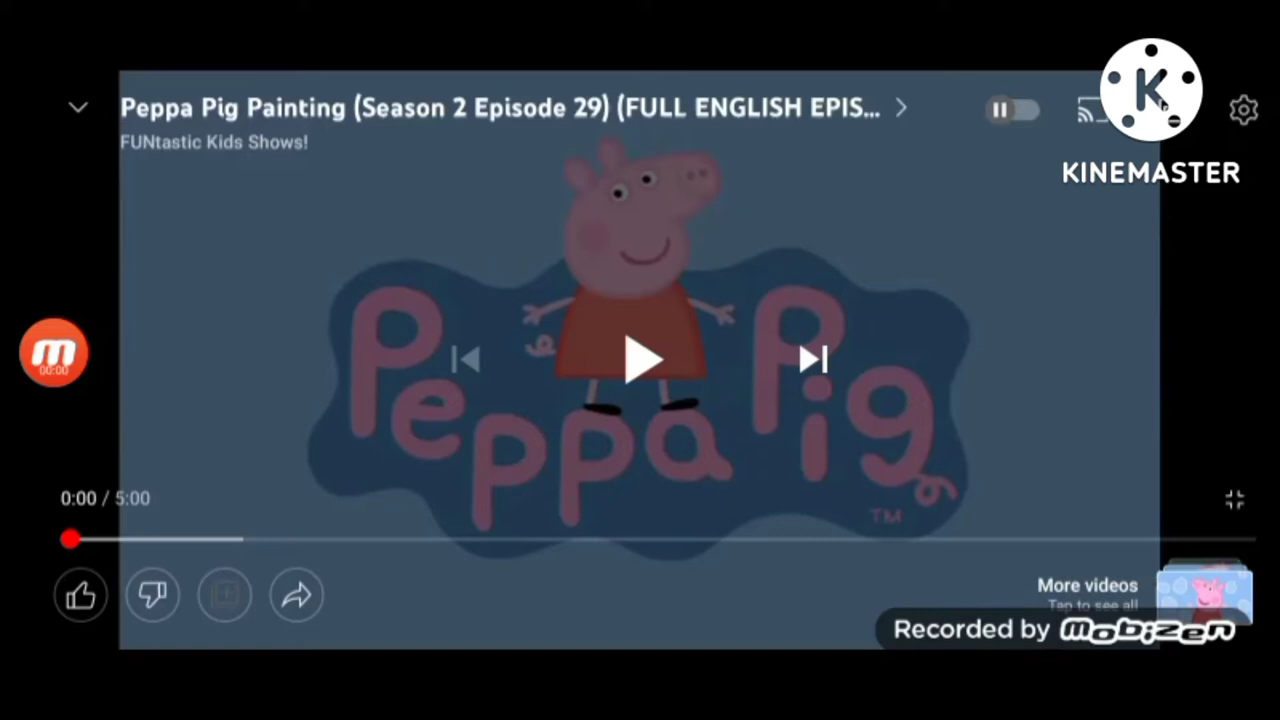 Peppa Pig Painting (Season 2 Episode 29) (FULL ENGLISH EPIS...
FUNtastic Kids Shows!
K
KINEMASTER
Peppa Pig
TM
m
00:00
0:00 / 5:00
More videos
Tap to see all
Recorded by Mobizen